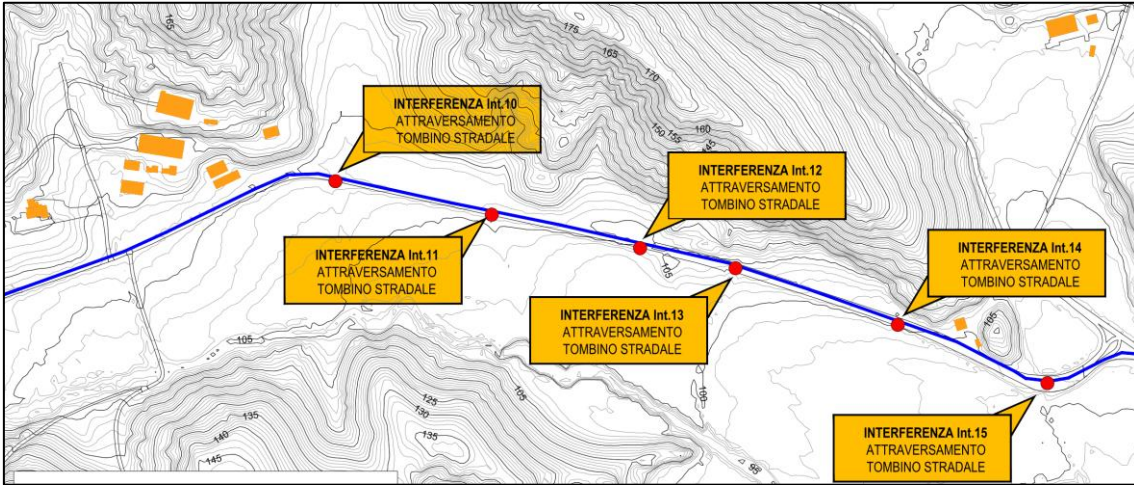 165
175
165
170
160
150
155
145
INTERFERENZA Int.10
ATTRAVERSAMENTO
TOMBINO STRADALE
INTERFERENZA Int.12
ATTRAVERSAMENTO
TOMBINO STRADALE
INTERFERENZA Int.11
ATTRAVERSAMENTO
TOMBINO STRADALE
INTERFERENZA Int.14
ATTRAVERSAMENTO
TOMBINO STRADALE
105
INTERFERENZA Int.13
ATTRAVERSAMENTO
TOMBINO STRADALE
105
105
105
100
125
130
135
135
140
145
INTERFERENZA Int.15
ATTRAVERSAMENTO
TOMBINO STRADALE
95